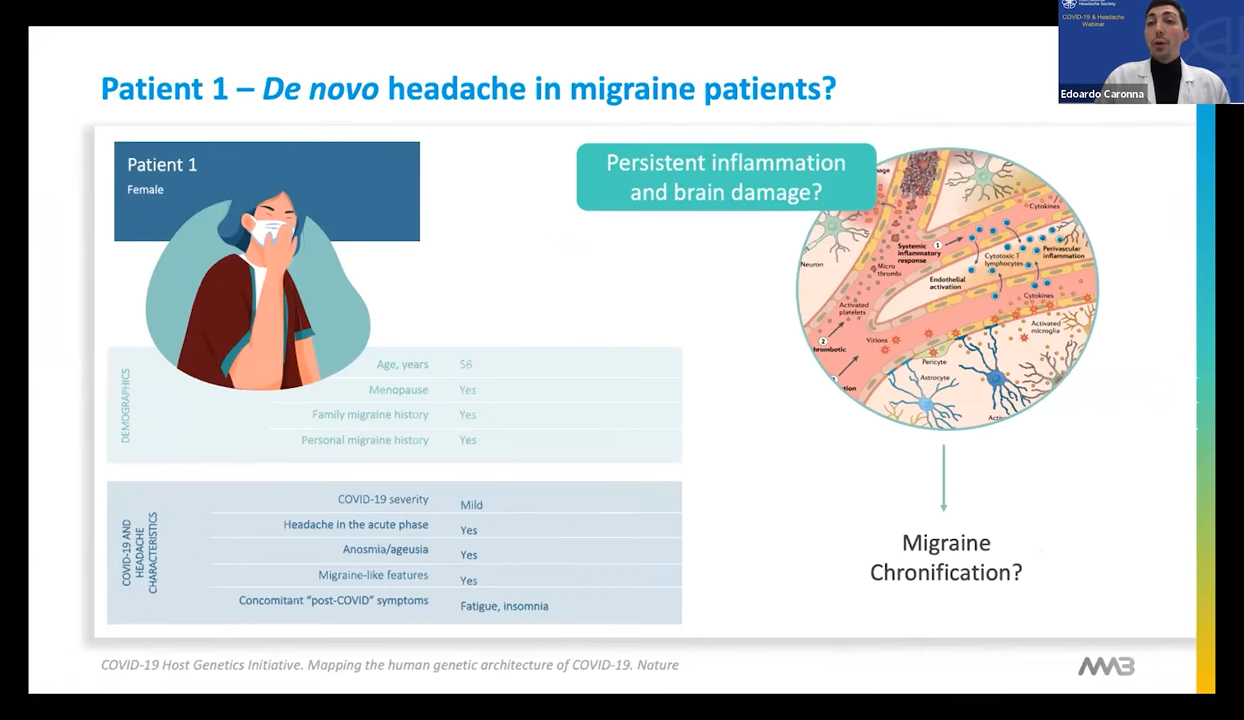 Headache Society
COVID-19 & Headache
Webinar
Edoardo Caronna
Patient 1 – De novo headache in migraine patients?
Patient 1
Female
DEMOGRAPHICS
Age, years 56
Menopause Yes
Family migraine history Yes
Personal migraine history Yes
COVID-19 AND
HEADACHE
CHARACTERISTICS
COVID-19 severity Mild
Headache in the acute phase Yes
Anosmia/ageusia Yes
Migraine-like features Yes
Concomitant “post-COVID” symptoms Fatigue, insomnia
Persistent inflammation
and brain damage?
Cytokines
Systemic
inflammatory
response
1
Cytotoxic T
lymphocytes
Perivascular
inflammation
Neuron
Micro
thrombi
Endothelial
activation
Cytokines
Activated
platelets
Activated
microglia
2
Virions
Pericyte
Astrocyte
Migraine
Chronification?
COVID-19 Host Genetics Initiative. Mapping the human genetic architecture of COVID-19. Nature